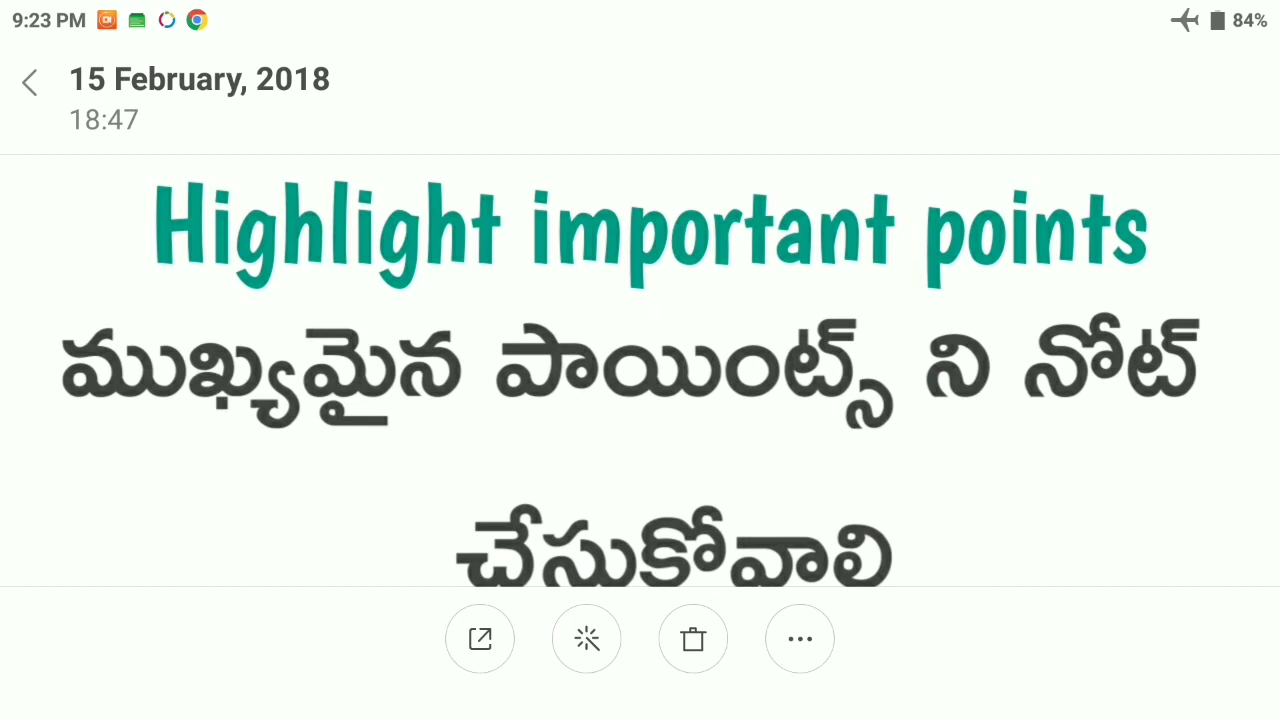 9:23 PM 84%
15 February, 2018
18:47
Highlight important points
ముఖ్యమైన పాయింట్స్ ని నోట్
చేసుకోవాలి